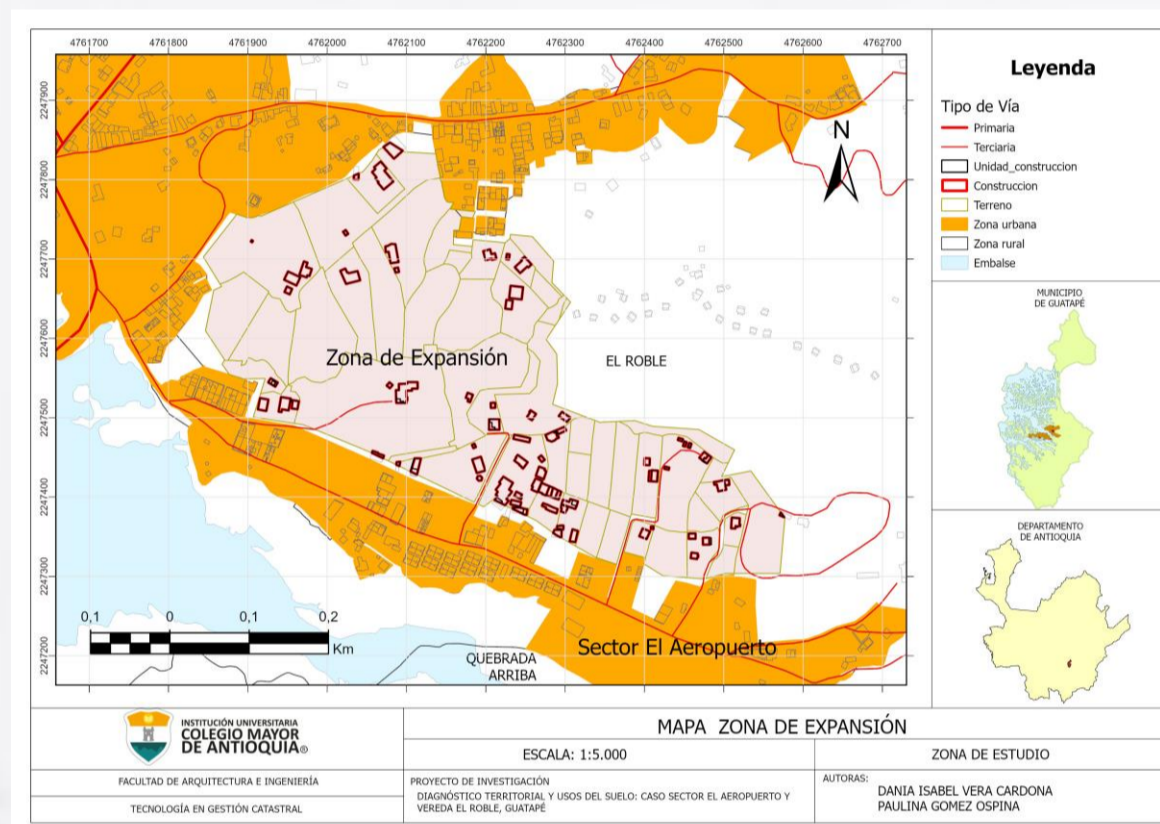 4761700 4761800 4761900 4762000 4762100 4762200 4762300 4762400 4762500 4762600 4762700
2247900
2247800
2247700
2247600
2247500
2247400
2247300
2247200
N
Zona de Expansión
EL ROBLE
Sector El Aeropuerto
QUEBRADA
ARRIBA
0,1 0 0,1 0,2
Km
Leyenda
Tipo de Vía
Primaria
Terciaria
Unidad_construccion
Construccion
Terreno
Zona urbana
Zona rural
Embalse
MUNICIPIO
DE GUATAPÉ
DEPARTAMENTO
DE ANTIOQUIA
INSTITUCIÓN UNIVERSITARIA
COLEGIO MAYOR
DE ANTIOQUIA®
FACULTAD DE ARQUITECTURA E INGENIERÍA
TECNOLOGÍA EN GESTIÓN CATASTRAL
MAPA ZONA DE EXPANSIÓN
ESCALA: 1:5.000
ZONA DE ESTUDIO
PROYECTO DE INVESTIGACIÓN
DIAGNÓSTICO TERRITORIAL Y USOS DEL SUELO: CASO SECTOR EL AEROPUERTO Y
VEREDA EL ROBLE, GUATAPÉ
AUTORAS:
DANIA ISABEL VERA CARDONA
PAULINA GOMEZ OSPINA